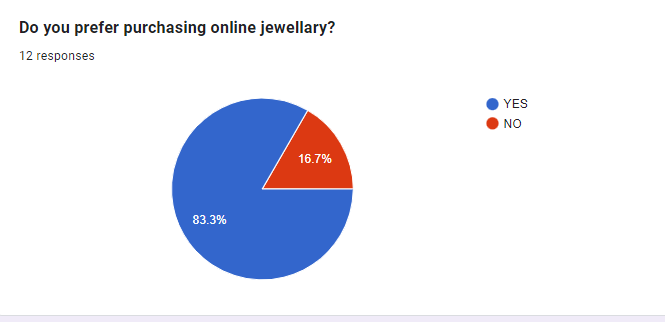 Do you prefer purchasing online jewellary?
12 responses
YES
NO
16.7%
83.3%